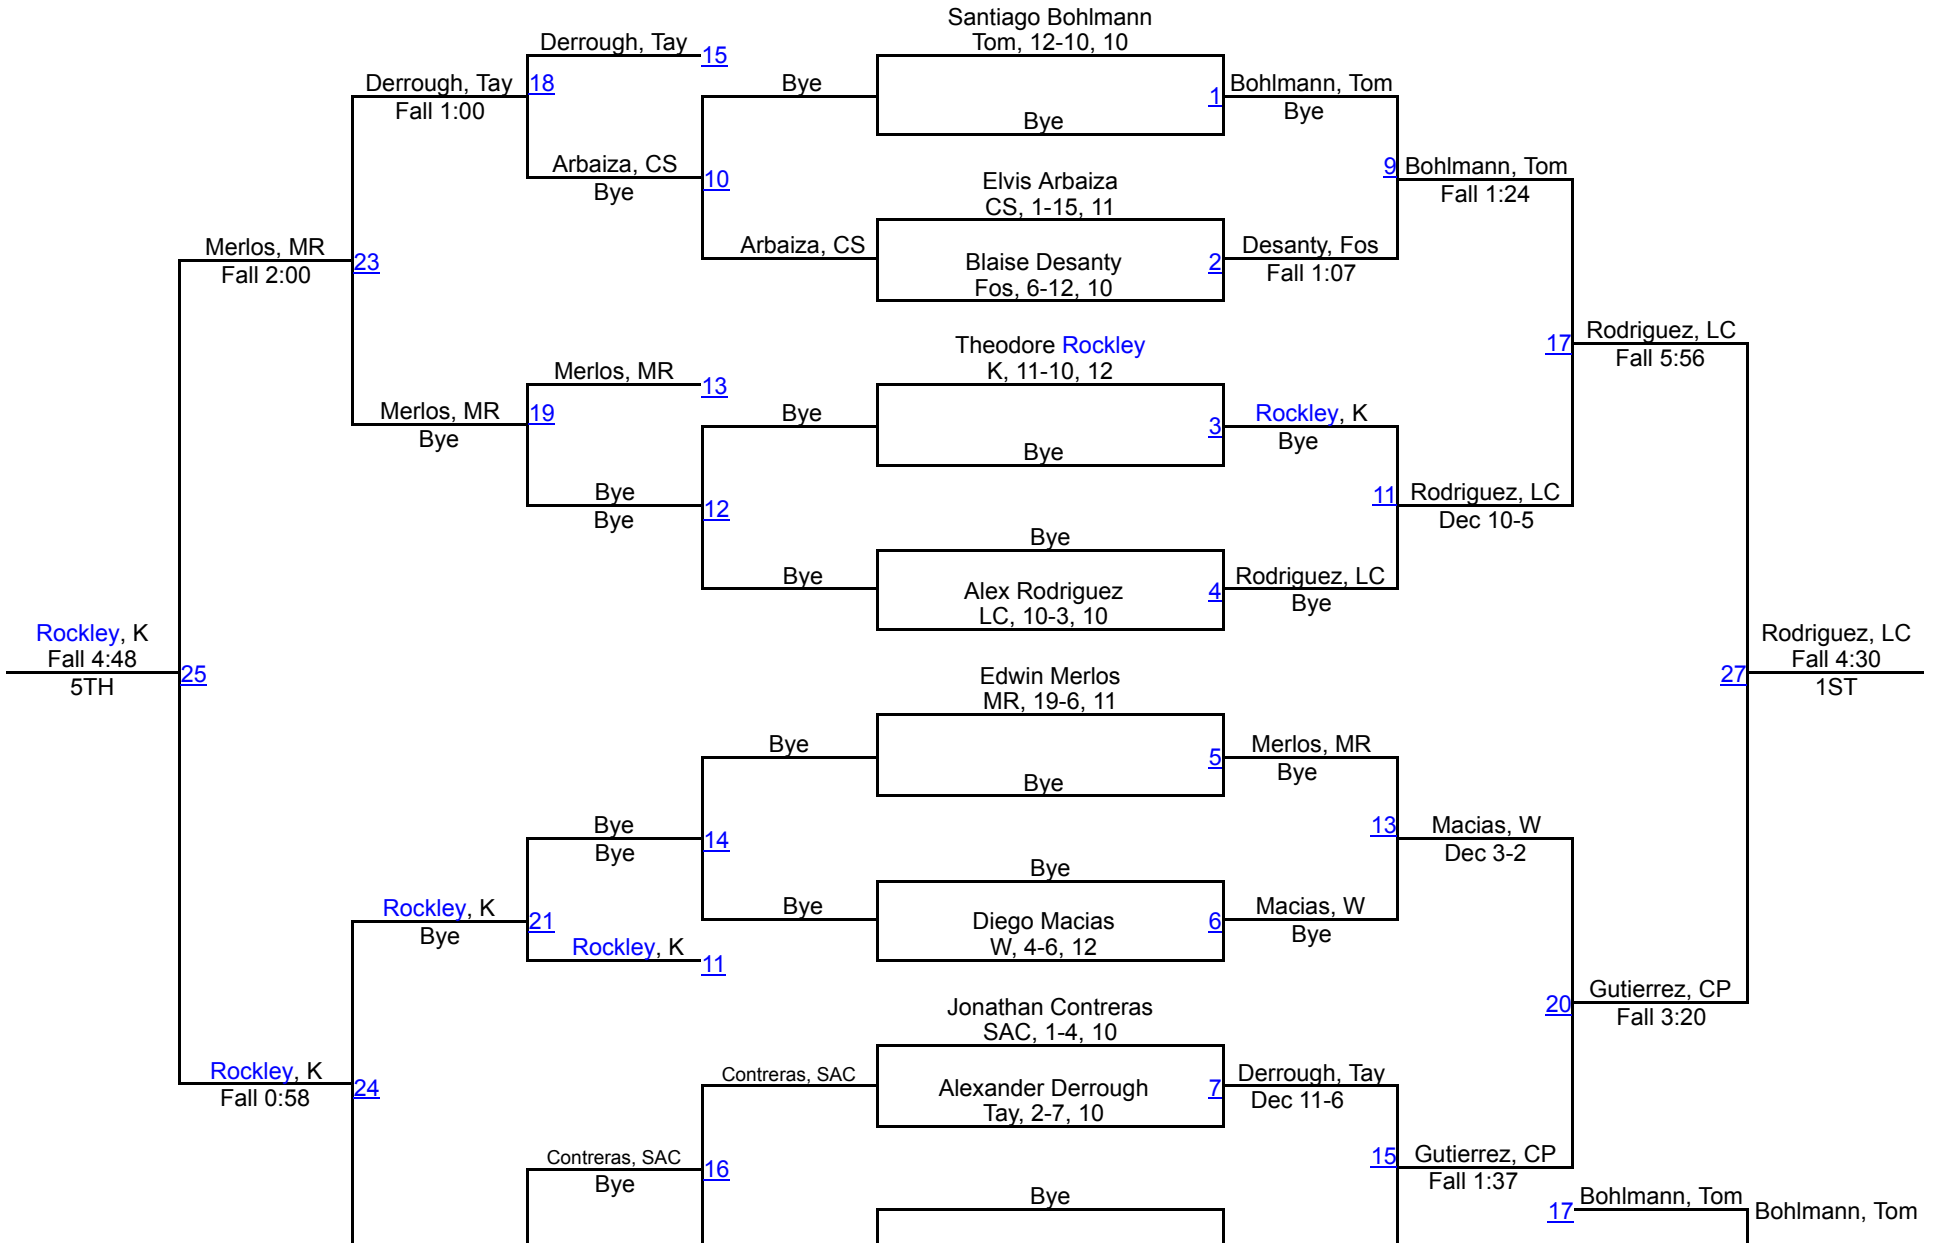 Santiago Bohlmann
Tom, 12-10, 10
Derrough, Tay
15
Derrough, Tay
18
Bye
1
Bohlmann, Tom
Fall 1:00
Bye
Bye
Arbaiza, CS
9
Bohlmann, Tom
Bye
10
Elvis Arbaiza
Fall 1:24
CS, 1-15, 11
Merlos, MR
Arbaiza, CS
Desanty, Fos
Fall 2:00
23
Blaise Desanty
2
Fall 1:07
Fos, 6-12, 10
Rodriguez, LC
Theodore Rockley
17
Fall 5:56
Merlos, MR
13
K, 11-10, 12
Merlos, MR
19
Bye
3
Rockley, K
Bye
Bye
Bye
Bye
12
11
Rodriguez, LC
Bye
Dec 10-5
Bye
Bye
Rodriguez, LC
Alex Rodriguez
4
Bye
LC, 10-3, 10
Rockley, K
Rodriguez, LC
Fall 4:48
Fall 4:30
5TH
25
Edwin Merlos
27
1ST
MR, 19-6, 11
Bye
5
Merlos, MR
Bye
Bye
Bye
14
13
Macias, W
Bye
Dec 3-2
Bye
Rockley, K
21
Bye
Diego Macias
6
Macias, W
Bye
W, 4-6, 12
Bye
Rockley, K
11
Jonathan Contreras
20
Gutierrez, CP
SAC, 1-4, 10
Fall 3:20
Rockley, K
24
Contreras, SAC
Alexander Derrough
7
Derrough, Tay
Fall 0:58
Tay, 2-7, 10
Dec 11-6
Contreras, SAC
16
15
Gutierrez, CP
Bye
Fall 1:37
Bye
17
Bohlmann, Tom
Bohlmann, Tom